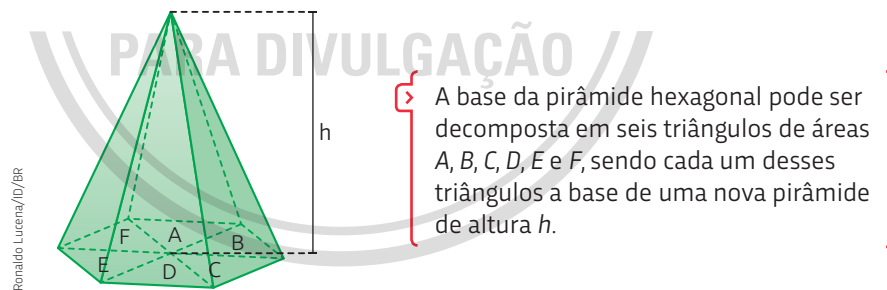 PARA DIVULGAÇÃO
h
A base da pirâmide hexagonal pode ser
decomposta em seis triângulos de áreas
A, B, C, D, E e F, sendo cada um desses
triângulos a base de uma nova pirâmide
de altura h.
F
A
B
E
D
C
Ronaldo Lucena/ID/BR